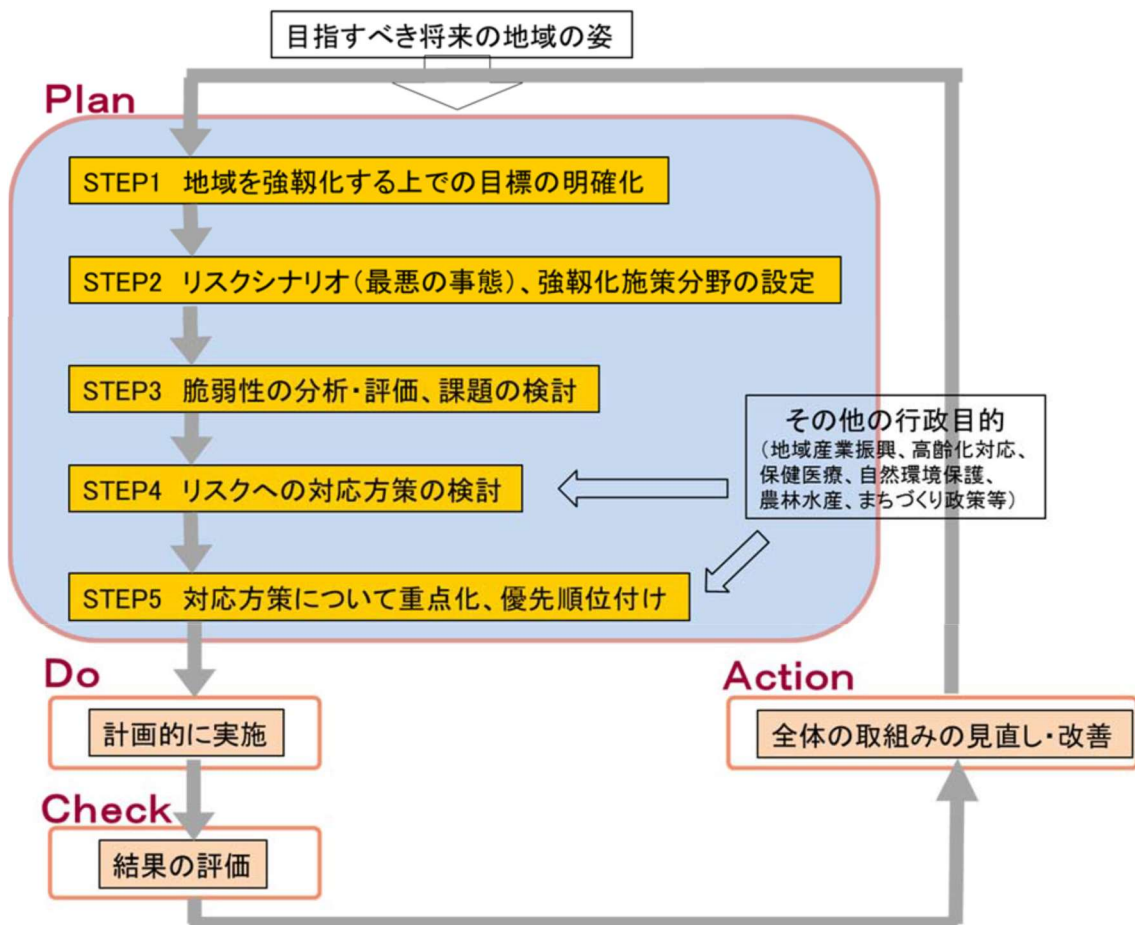 目指すべき将来の地域の姿
Plan
STEP1 地域を強靱化する上での目標の明確化
STEP2 リスクシナリオ(最悪の事態)、強靱化施策分野の設定
STEP3 脆弱性の分析・評価、課題の検討
その他の行政目的
(地域産業振興、高齢化対応、
保健医療、自然環境保護、
農林水産、まちづくり政策等)
STEP4 リスクへの対応方策の検討
STEP5 対応方策について重点化、優先順位付け
Do
計画的に実施
Check
結果の評価
Action
全体の取組みの見直し・改善